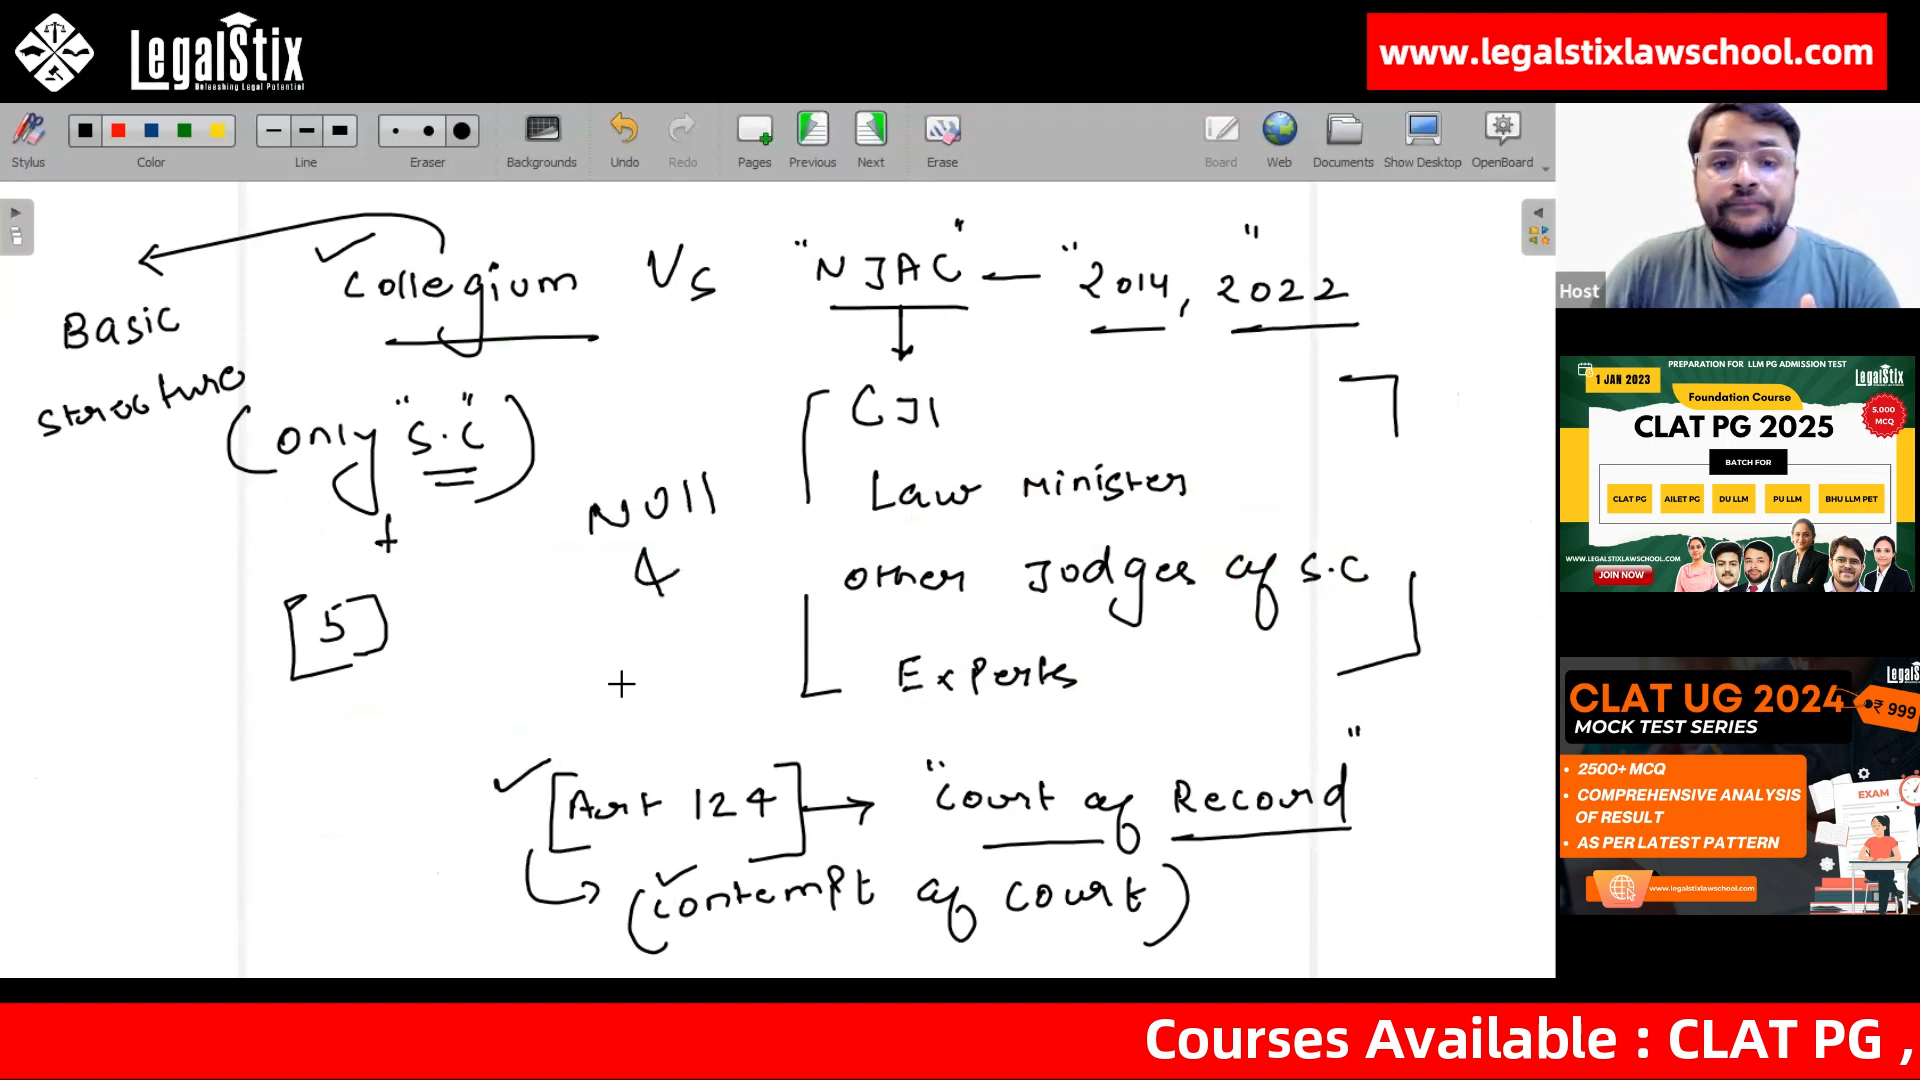 LegalStix
Unleashing Legal Potential
www.legalstixlawschool.com
Stylus
Color
Line
Eraser
Backgrounds
Undo
Redo
Pages
Previous
Next
Erase
Board
Web
Documents
Show Desktop
OpenBoard
Collegium Vs "NJAC" "2014, 2022"
Basic
structure
(only "S.C")
+
[5]
Null
&
CJI
Law Minister
other Judges of S.C
Experts
[Art 124] → "Court of Record"
(Contempt of Court)
Host
PREPARATION FOR LLM PG ADMISSION TEST
LegalStix
1 JAN 2023
Foundation Course
5,000
MCQ
CLAT PG 2025
BATCH FOR
CLAT PG
AILET PG
DU LLM
PU LLM
BHU LLM PET
WWW.LEGALSTIXLAWSCHOOL.COM
JOIN NOW
LegalS
CLAT UG 2024
₹ 999
MOCK TEST SERIES
• 2500+ MCQ
• COMPREHENSIVE ANALYSIS
OF RESULT
• AS PER LATEST PATTERN
EXAM
www.legalstixlawschool.com
Courses Available : CLAT PG ,